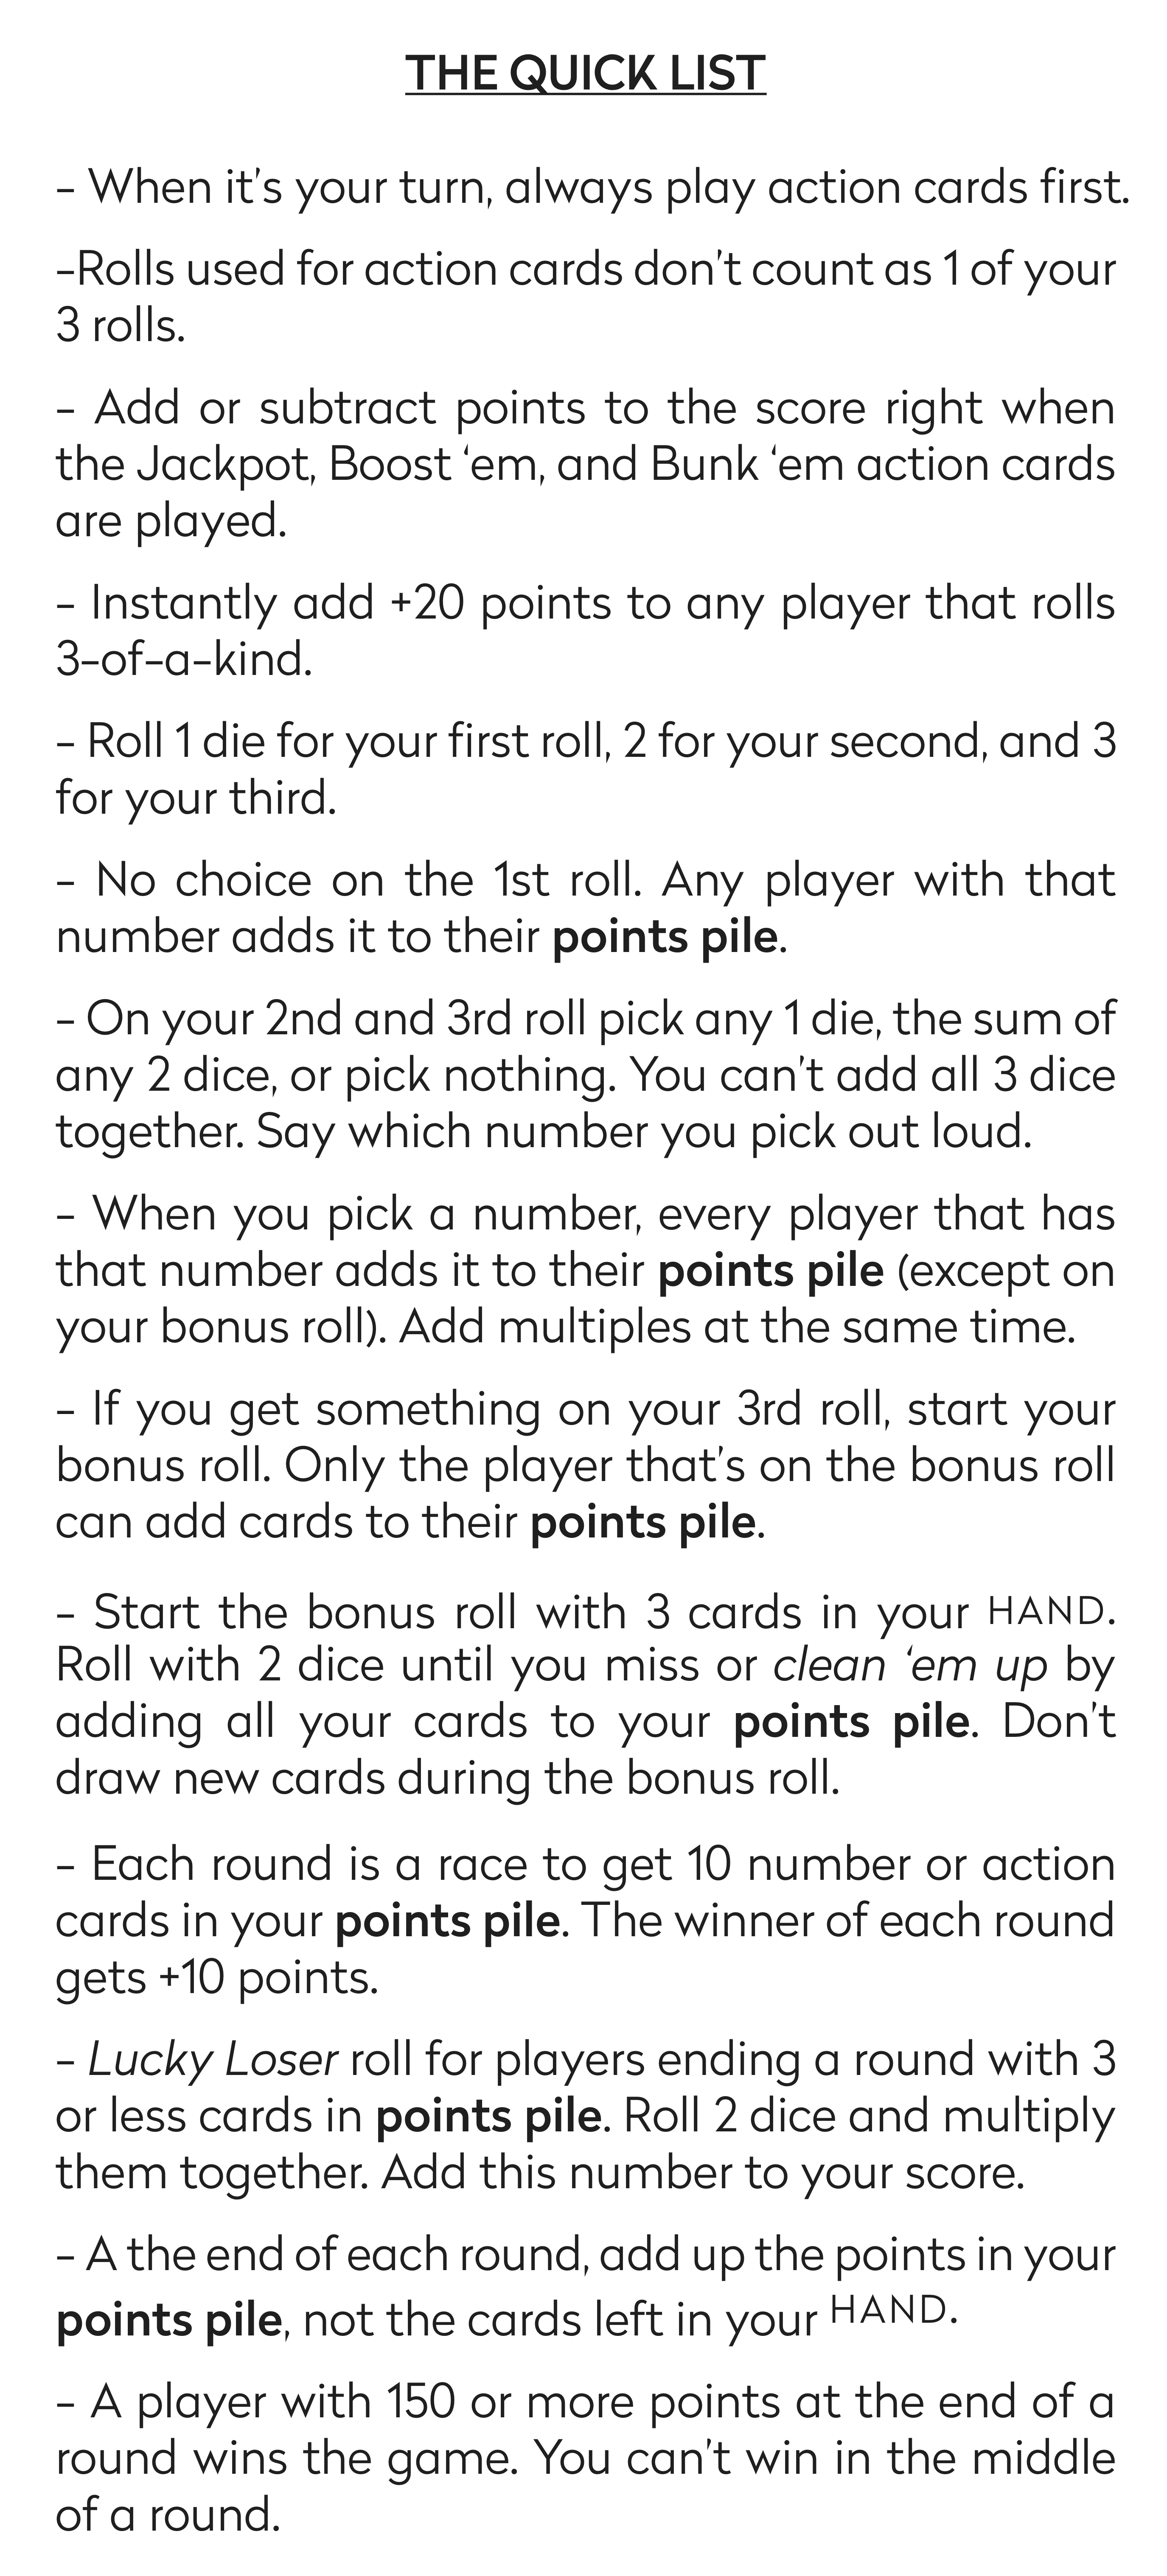 THE QUICK LIST
- When it's your turn, always play action cards first.
-Rolls used for action cards don't count as 1 of your
3 rolls.
- Add or subtract points to the score right when
the Jackpot, Boost ‘em, and Bunk ‘em action cards
are played.
- Instantly add +20 points to any player that rolls
3-of-a-kind.
- Roll 1 die for your first roll, 2 for your second, and 3
for your third.
- No choice on the 1st roll. Any player with that
number adds it to their points pile.
- On your 2nd and 3rd roll pick any 1 die, the sum of
any 2 dice, or pick nothing. You can't add all 3 dice
together. Say which number you pick out loud.
- When you pick a number, every player that has
that number adds it to their points pile (except on
your bonus roll). Add multiples at the same time.
- If you get something on your 3rd roll, start your
bonus roll. Only the player that's on the bonus roll
can add cards to their points pile.
- Start the bonus roll with 3 cards in your HAND.
Roll with 2 dice until you miss or clean ‘em up by
adding all your cards to your points pile. Don't
draw new cards during the bonus roll.
- Each round is a race to get 10 number or action
cards in your points pile. The winner of each round
gets +10 points.
- Lucky Loser roll for players ending a round with 3
or less cards in points pile. Roll 2 dice and multiply
them together. Add this number to your score.
- A the end of each round, add up the points in your
points pile, not the cards left in your HAND.
- A player with 150 or more points at the end of a
round wins the game. You can't win in the middle
of a round.